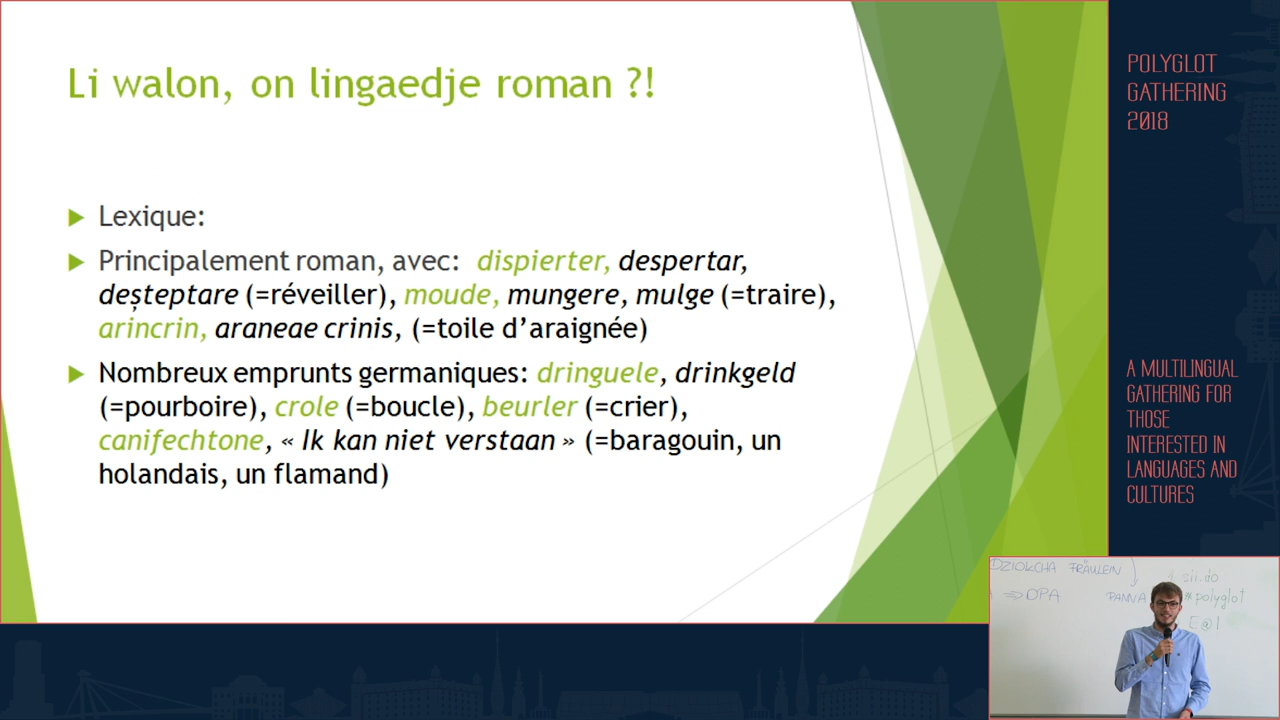 Li walon, on lingaedje roman ?!
Lexique:
Principalement roman, avec: dispierter, despertar,
deșteptare (=réveiller), moude, mungere, mulge (=traire),
arincrin, araneae crinis, (=toile d’araignée)
Nombreux emprunts germaniques: dringuele, drinkgeld
(=pourboire), crole (=boucle), beurler (=crier),
canifechtone, « Ik kan niet verstaan » (=baragouin, un
holandais, un flamand)
POLYGLOT
GATHERING
2018
A MULTILINGUAL
GATHERING FOR
THOSE
INTERESTED IN
LANGUAGES AND
CULTURES
FRÄULEIN
⇒ OPA
PANNA
sli.do
#polyglot
E@I